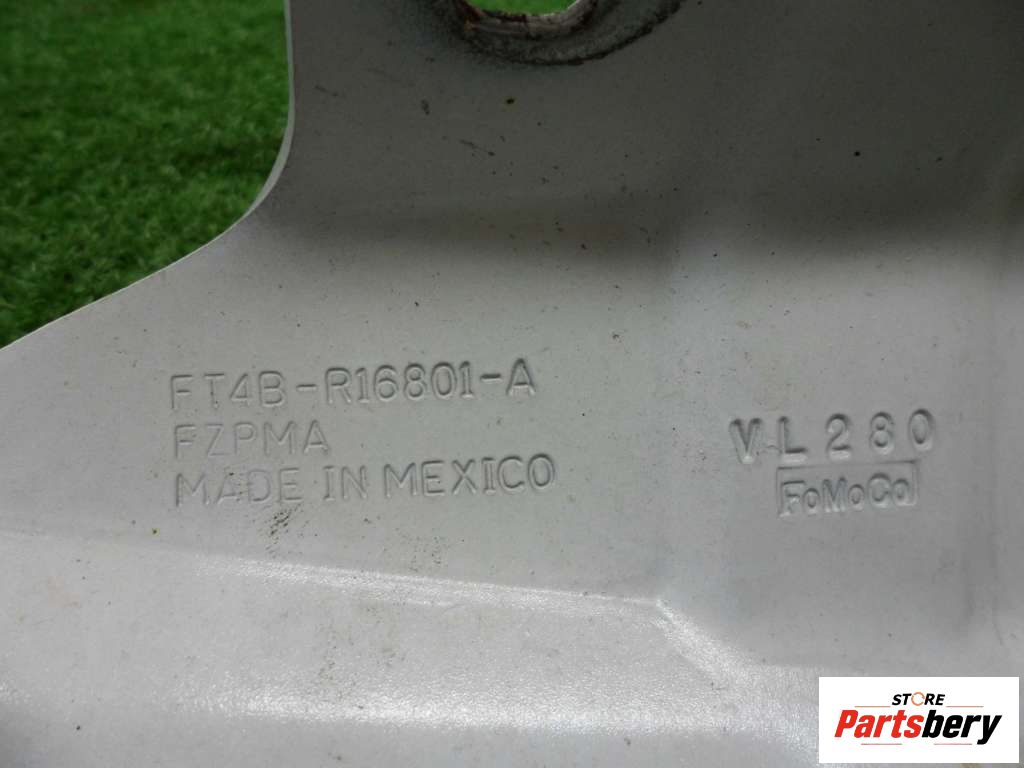 FT4B-R16801-A
FZPMA
MADE IN MEXICO
VL280
FoMoCo
STORE
Partsbery